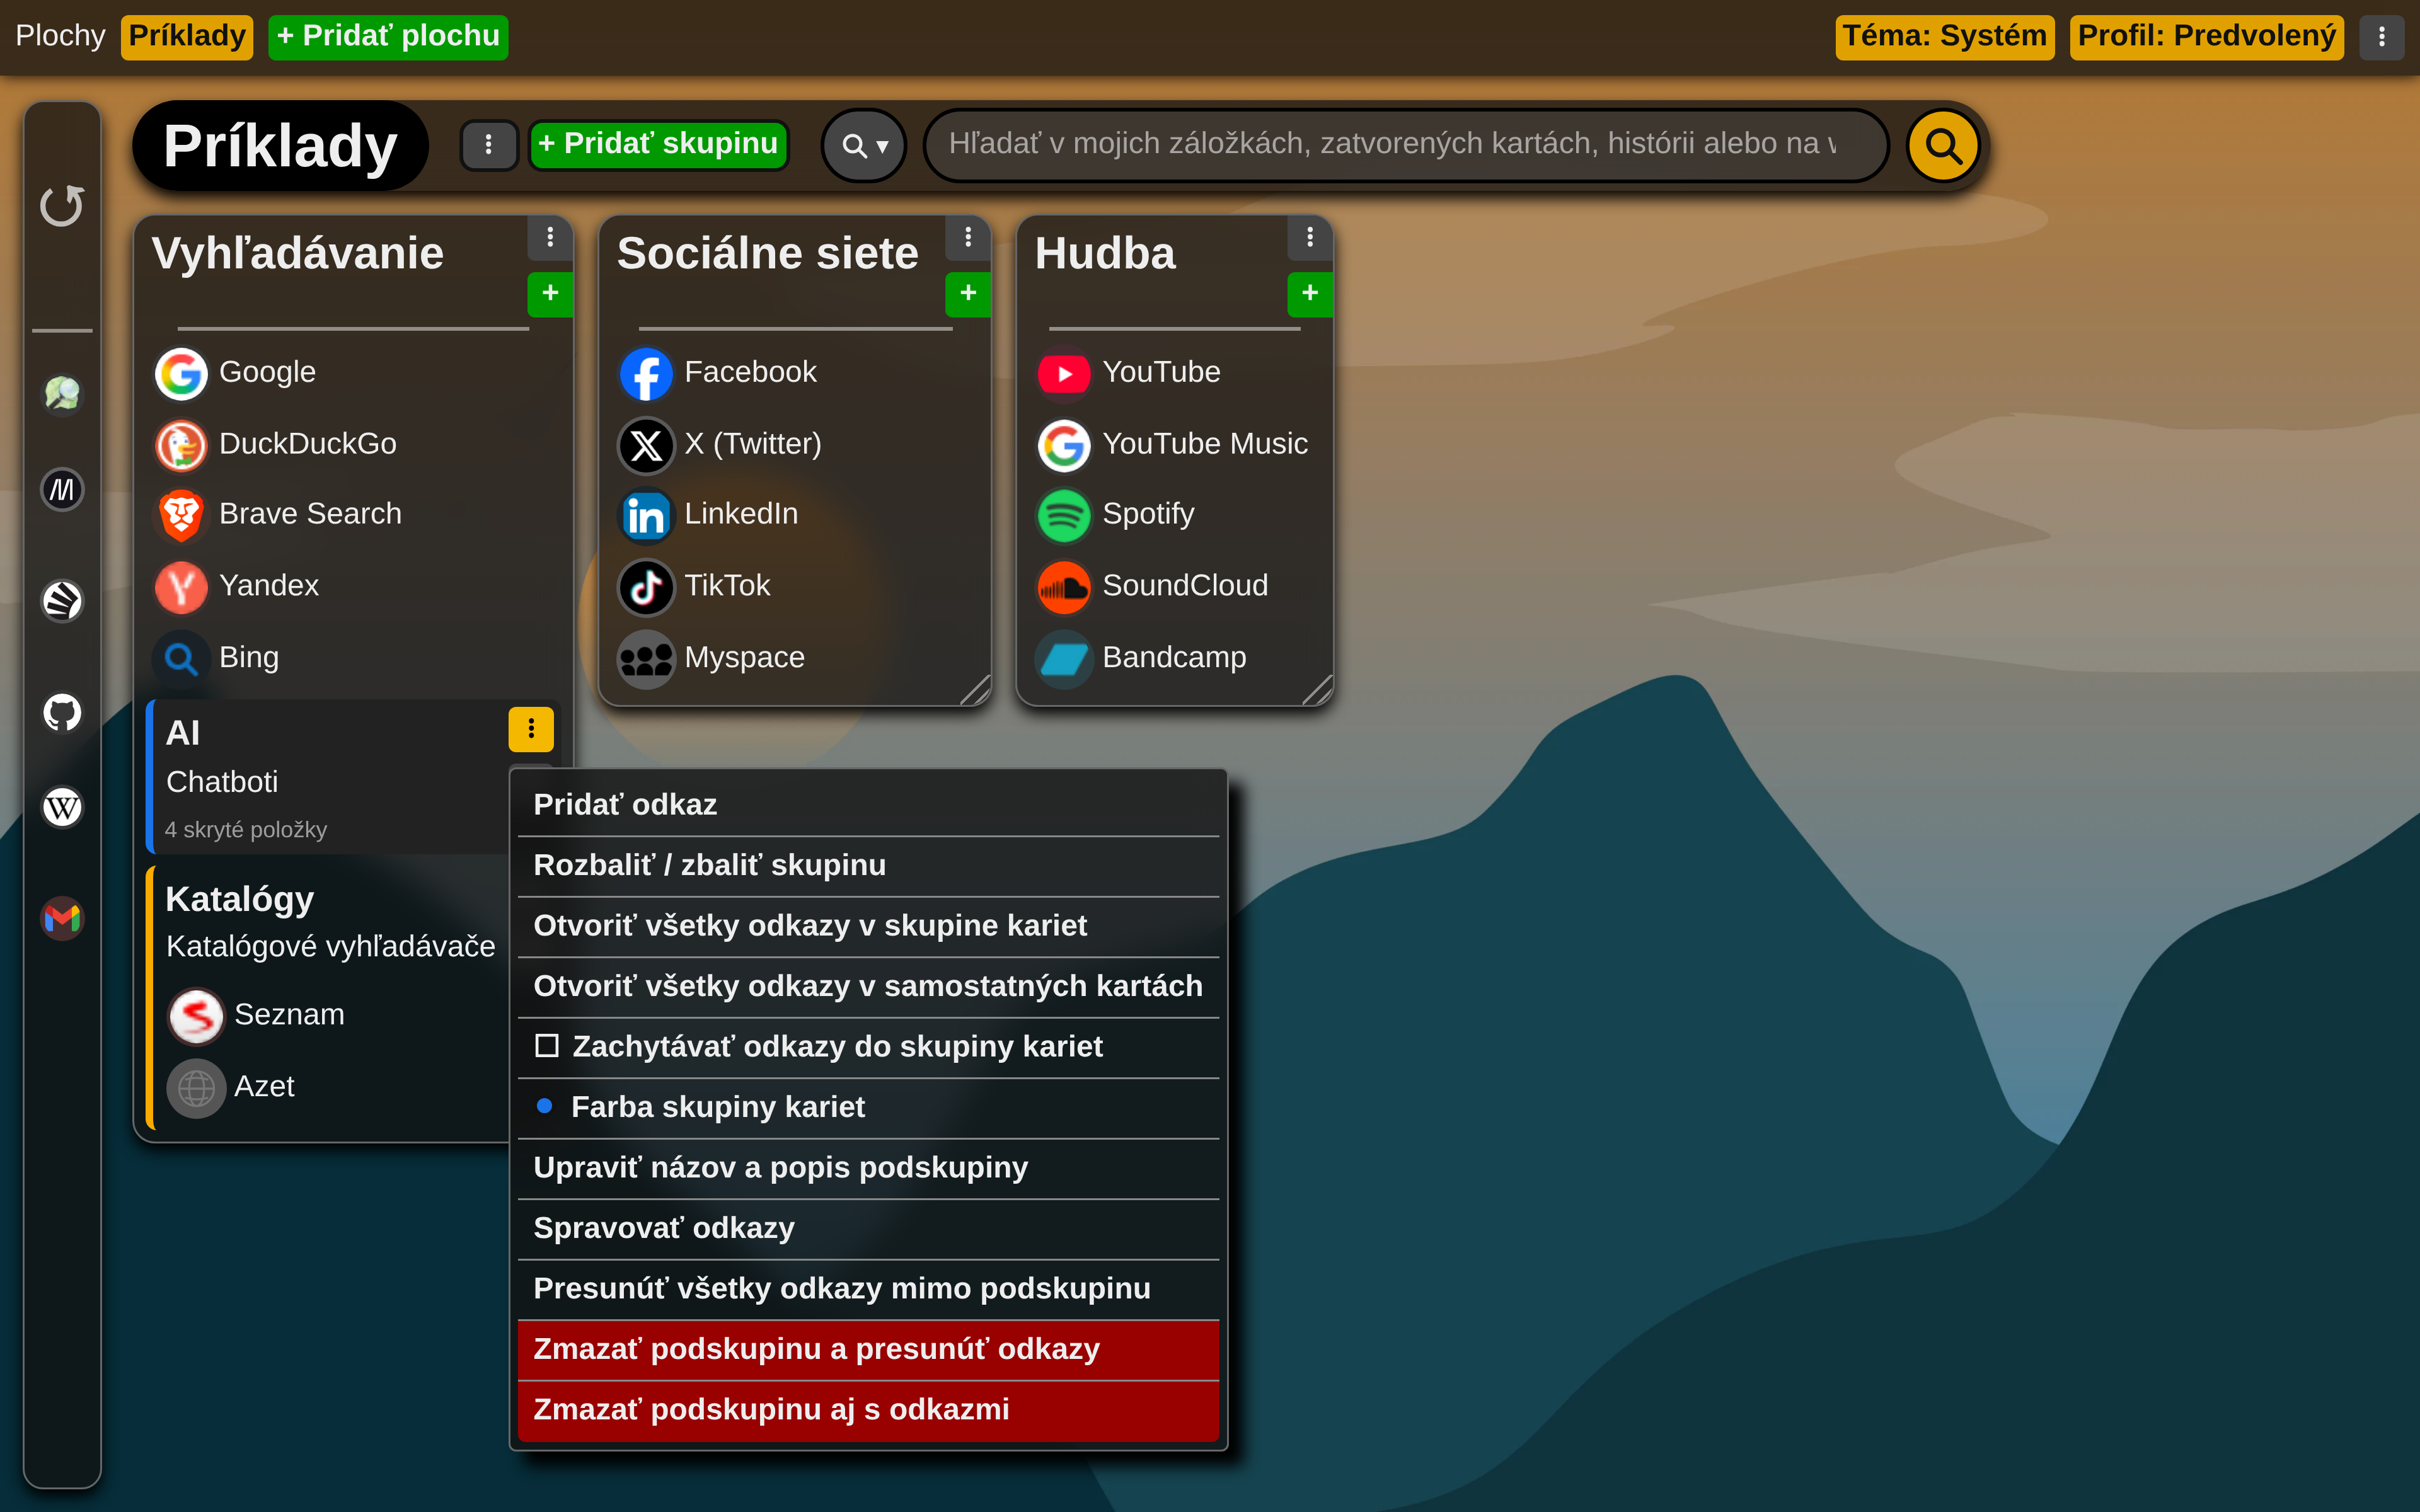 Plochy Príklady + Pridať plochu Téma: Systém Profil: Predvolený
Príklady + Pridať skupinu Hľadať v mojich záložkách, zatvorených kartách, histórii alebo na
Vyhľadávanie
+
Google
DuckDuckGo
Brave Search
Yandex
Bing
AI
Chatboti
4 skryté položky
Katalógy
Katalógové vyhľadávače
Seznam
Azet
Sociálne siete
+
Facebook
X (Twitter)
LinkedIn
TikTok
Myspace
Hudba
+
YouTube
YouTube Music
Spotify
SoundCloud
Bandcamp
Pridať odkaz
Rozbaliť / zbaliť skupinu
Otvoriť všetky odkazy v skupine kariet
Otvoriť všetky odkazy v samostatných kartách
Zachytávať odkazy do skupiny kariet
Farba skupiny kariet
Upraviť názov a popis podskupiny
Spravovať odkazy
Presunúť všetky odkazy mimo podskupinu
Zmazať podskupinu a presunúť odkazy
Zmazať podskupinu aj s odkazmi